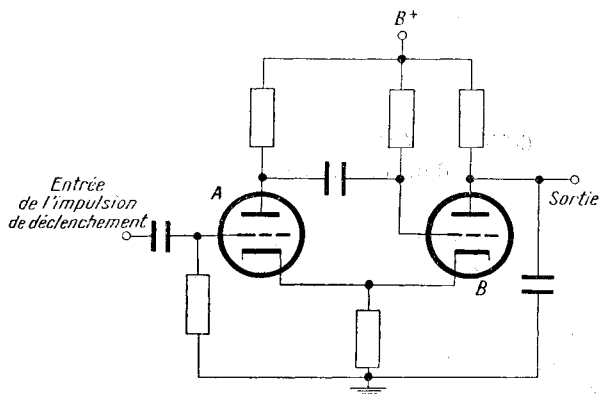 B+
Entrée
de l'impulsion
de déclenchement
A
Sortie
B